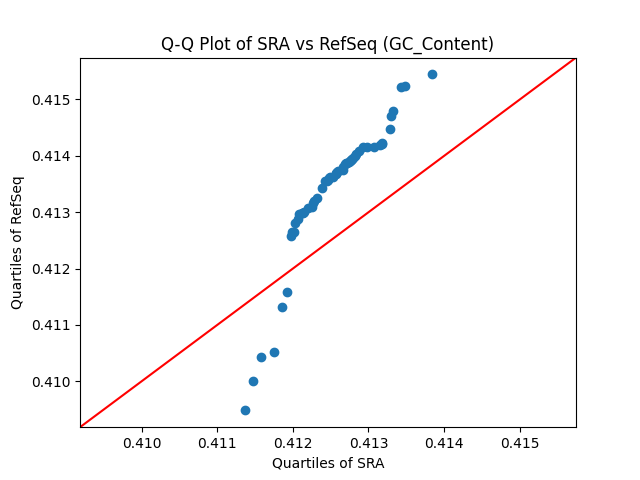 Q-Q Plot of SRA vs RefSeq (GC_Content)
Quartiles of RefSeq
0.415
0.414
0.413
0.412
0.411
0.410
0.410 0.411 0.412 0.413 0.414 0.415
Quartiles of SRA